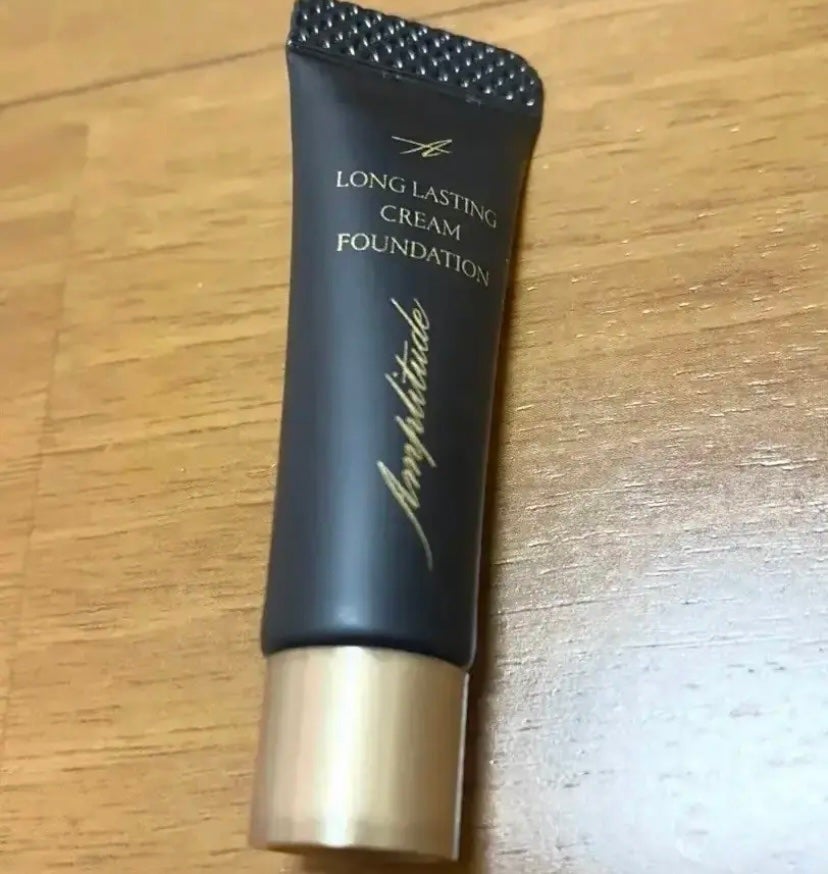 A
LONG LASTING
CREAM
FOUNDATION
Amplitude